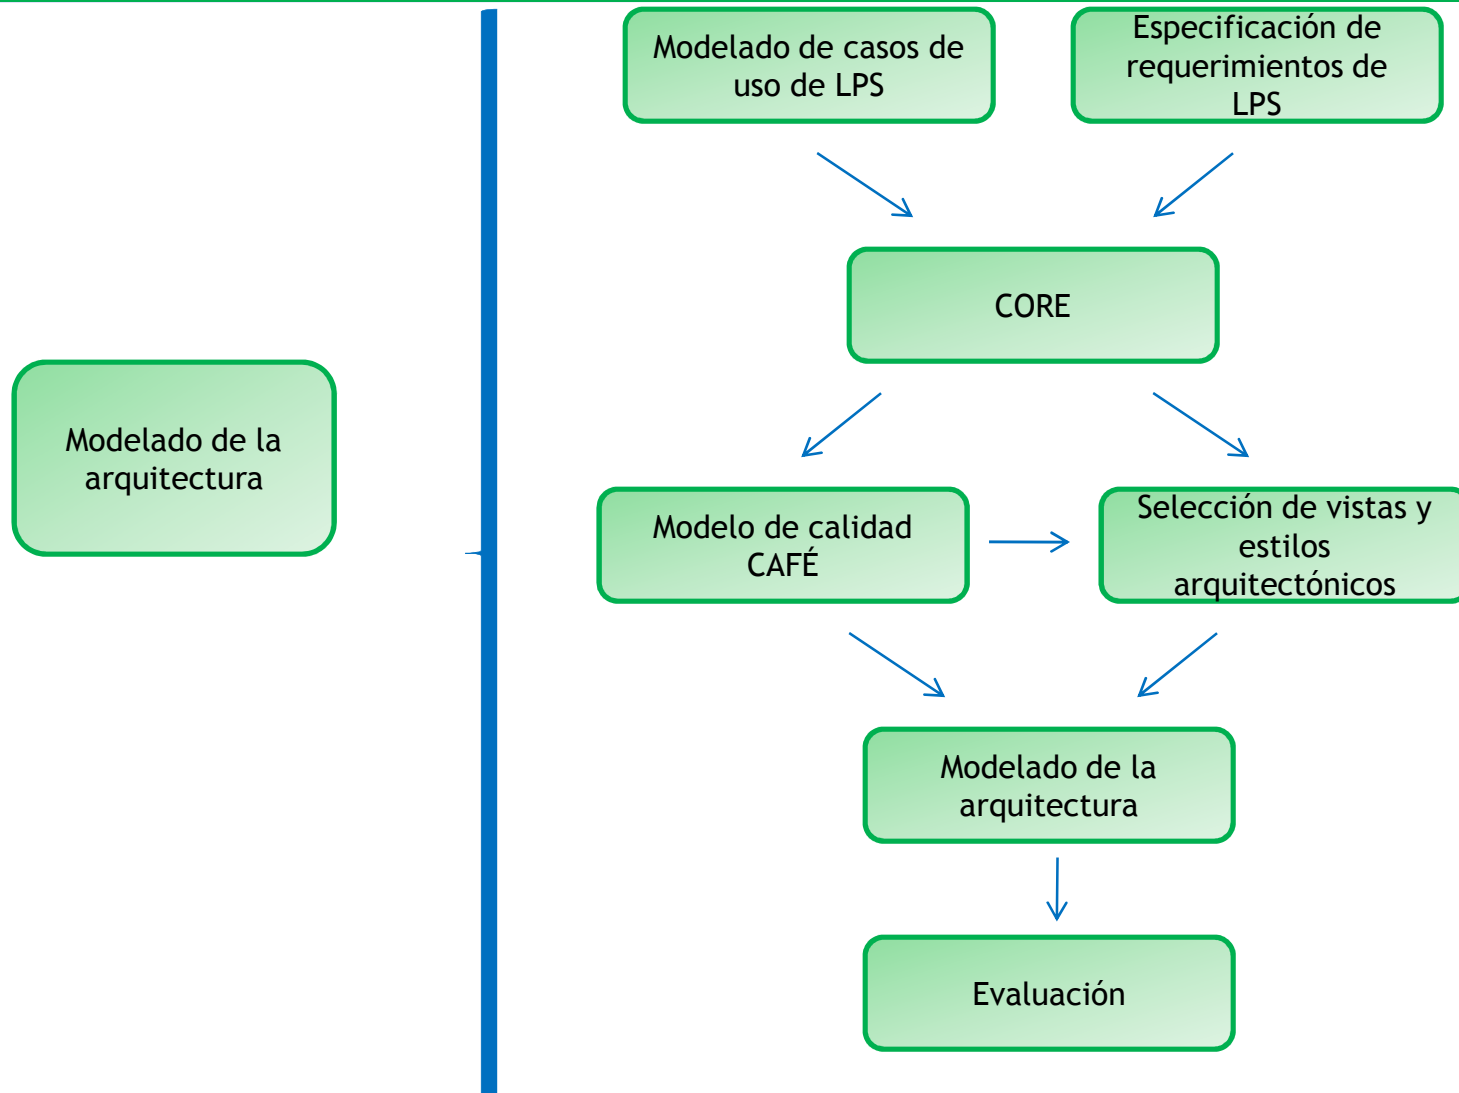 Modelado de la
arquitectura
Modelado de casos de
uso de LPS
Especificación de
requerimientos de
LPS
CORE
Modelo de calidad
CAFÉ
Selección de vistas y
estilos
arquitectónicos
Modelado de la
arquitectura
Evaluación